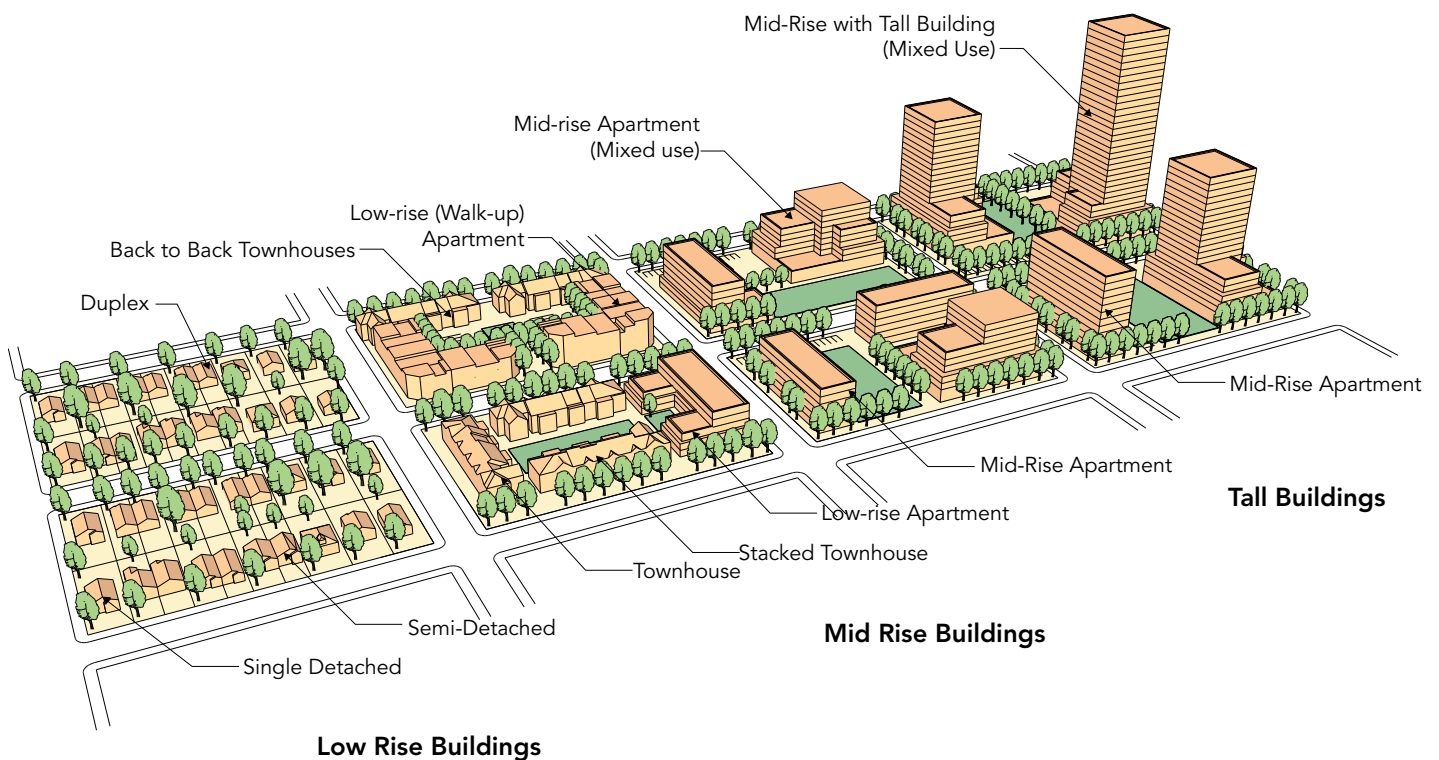 Mid-Rise with Tall Building
(Mixed Use)
Mid-rise Apartment
(Mixed use)
Low-rise (Walk-up)
Apartment
Back to Back Townhouses
Duplex
Mid-Rise Apartment
Mid-Rise Apartment
Tall Buildings
Low-rise Apartment
Stacked Townhouse
Townhouse
Semi-Detached
Mid Rise Buildings
Single Detached
Low Rise Buildings